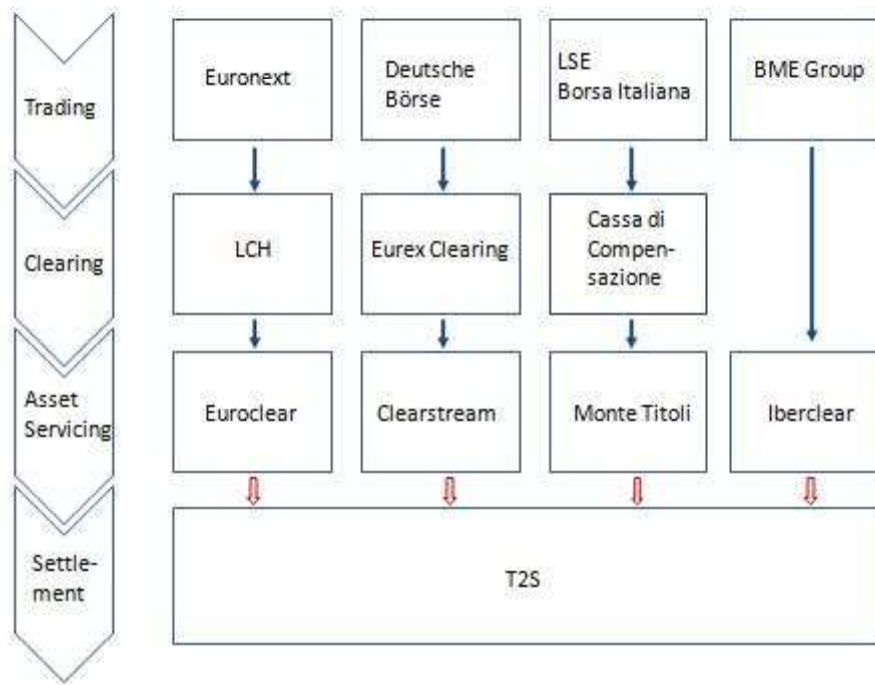 Trading
Euronext
Deutsche
Börse
LSE
Borsa Italiana
BME Group
Clearing
LCH
Eurex Clearing
Cassa di
Compen-
sazione
Asset
Servicing
Euroclear
Clearstream
Monte Titoli
Iberclear
Settle-
ment
T2S